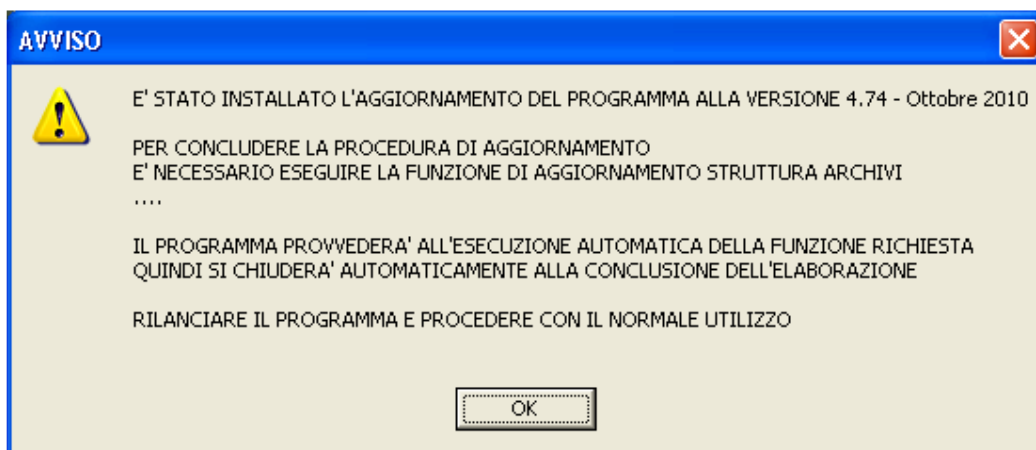 AVVISO
E' STATO INSTALLATO L'AGGIORNAMENTO DEL PROGRAMMA ALLA VERSIONE 4.74 - Ottobre 2010
PER CONCLUDERE LA PROCEDURA DI AGGIORNAMENTO
E' NECESSARIO ESEGUIRE LA FUNZIONE DI AGGIORNAMENTO STRUTTURA ARCHIVI
....
IL PROGRAMMA PROVVEDERA' ALL'ESECUZIONE AUTOMATICA DELLA FUNZIONE RICHIESTA
QUINDI SI CHIUDERA' AUTOMATICAMENTE ALLA CONCLUSIONE DELL'ELABORAZIONE
RILANCIARE IL PROGRAMMA E PROCEDERE CON IL NORMALE UTILIZZO
OK